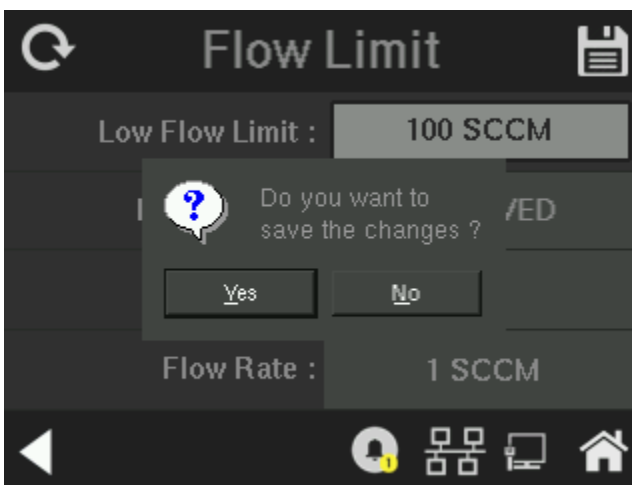 Flow Limit
Low Flow Limit : 100 SCCM
?
Do you want to
save the changes ?
Yes No
Flow Rate : 1 SCCM
1